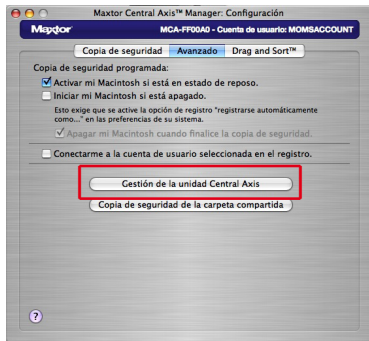 Maxtor Central Axis™ Manager: Configuración
Maxtor
MCA-FF00A0 - Cuenta de usuario: MOMSACCOUNT
Copia de seguridad Avanzado Drag and Sort™
Copia de seguridad programada:
Activar mi Macintosh si está en estado de reposo.
Iniciar mi Macintosh si está apagado.
Esto exige que se active la opción de registro "registrarse automáticamente
como..." en las preferencias de su sistema.
Apagar mi Macintosh cuando finalice la copia de seguridad.
Conectarme a la cuenta de usuario seleccionada en el registro.
Gestión de la unidad Central Axis
Copia de seguridad de la carpeta compartida
?